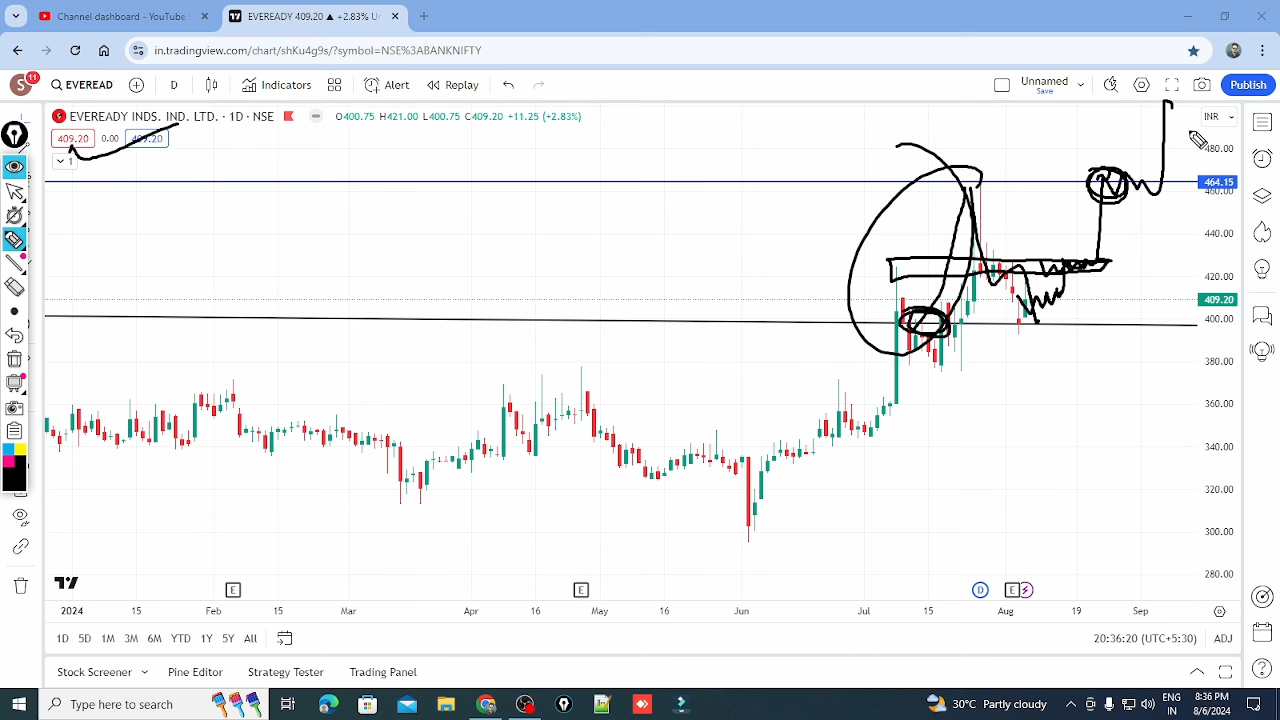 Channel dashboard - YouTube
EVEREADY 409.20 ▲ +2.83% Ur
in.tradingview.com/chart/shKu4g9s/?symbol=NSE%3ABANKNIFTY
S 11 EVEREAD D Indicators Alert Replay Unnamed Save Publish
EVEREADY INDS. IND. LTD. · 1D · NSE O400.75 H421.00 L400.75 C409.20 +11.25 (+2.83%) INR
409.20 0.00 409.20
1
480.00
464.15
460.00
440.00
420.00
409.20
400.00
380.00
360.00
340.00
320.00
300.00
280.00
E E D E
2024 15 Feb 15 Mar Apr 16 May 16 Jun Jul 15 Aug 19 Sep
1D 5D 1M 3M 6M YTD 1Y 5Y All 20:36:20 (UTC+5:30) ADJ
Stock Screener Pine Editor Strategy Tester Trading Panel
Type here to search 30°C Partly cloudy ENG IN 8:36 PM 8/6/2024